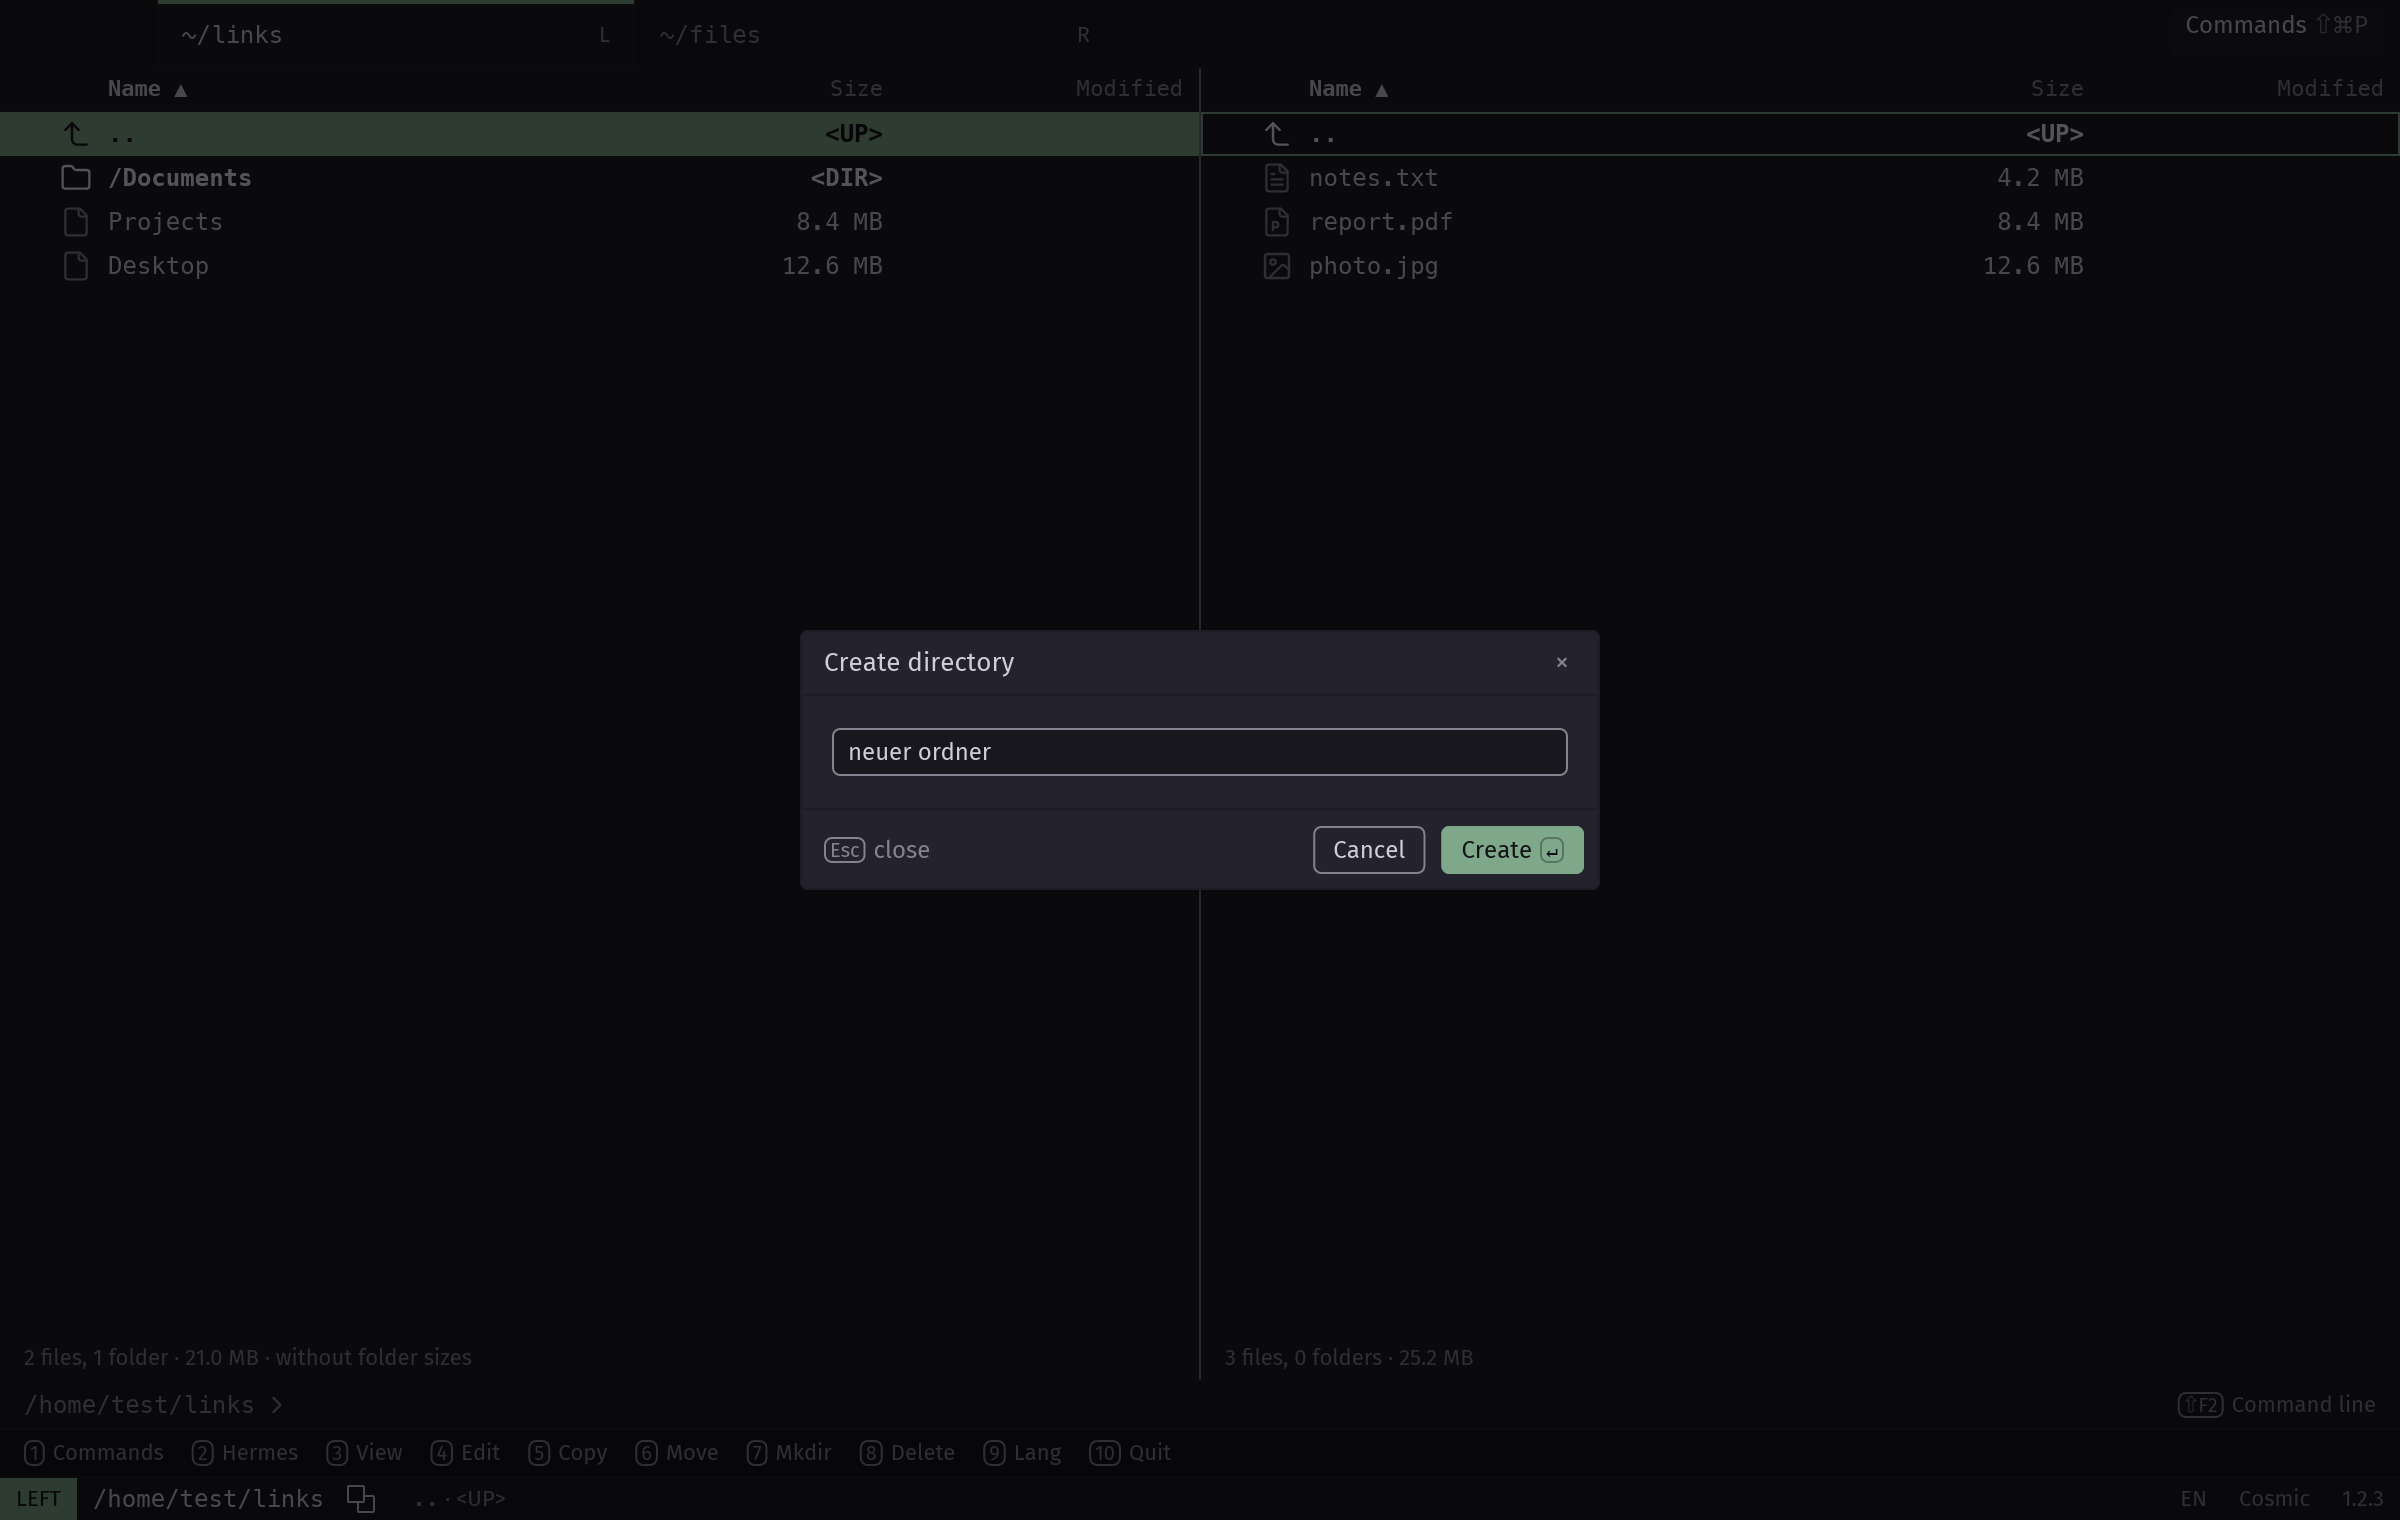 ~/links L ~/files R Commands ⇧⌘P
Name ▲ Size Modified Name ▲ Size Modified
.. <UP> .. <UP>
/Documents <DIR> notes.txt 4.2 MB
Projects 8.4 MB report.pdf 8.4 MB
Desktop 12.6 MB photo.jpg 12.6 MB
Create directory ×
neuer ordner
Esc close Cancel Create ↵
2 files, 1 folder · 21.0 MB · without folder sizes 3 files, 0 folders · 25.2 MB
/home/test/links > ⇧F2 Command line
1 Commands 2 Hermes 3 View 4 Edit 5 Copy 6 Move 7 Mkdir 8 Delete 9 Lang 10 Quit
LEFT /home/test/links .. · <UP> EN Cosmic 1.2.3